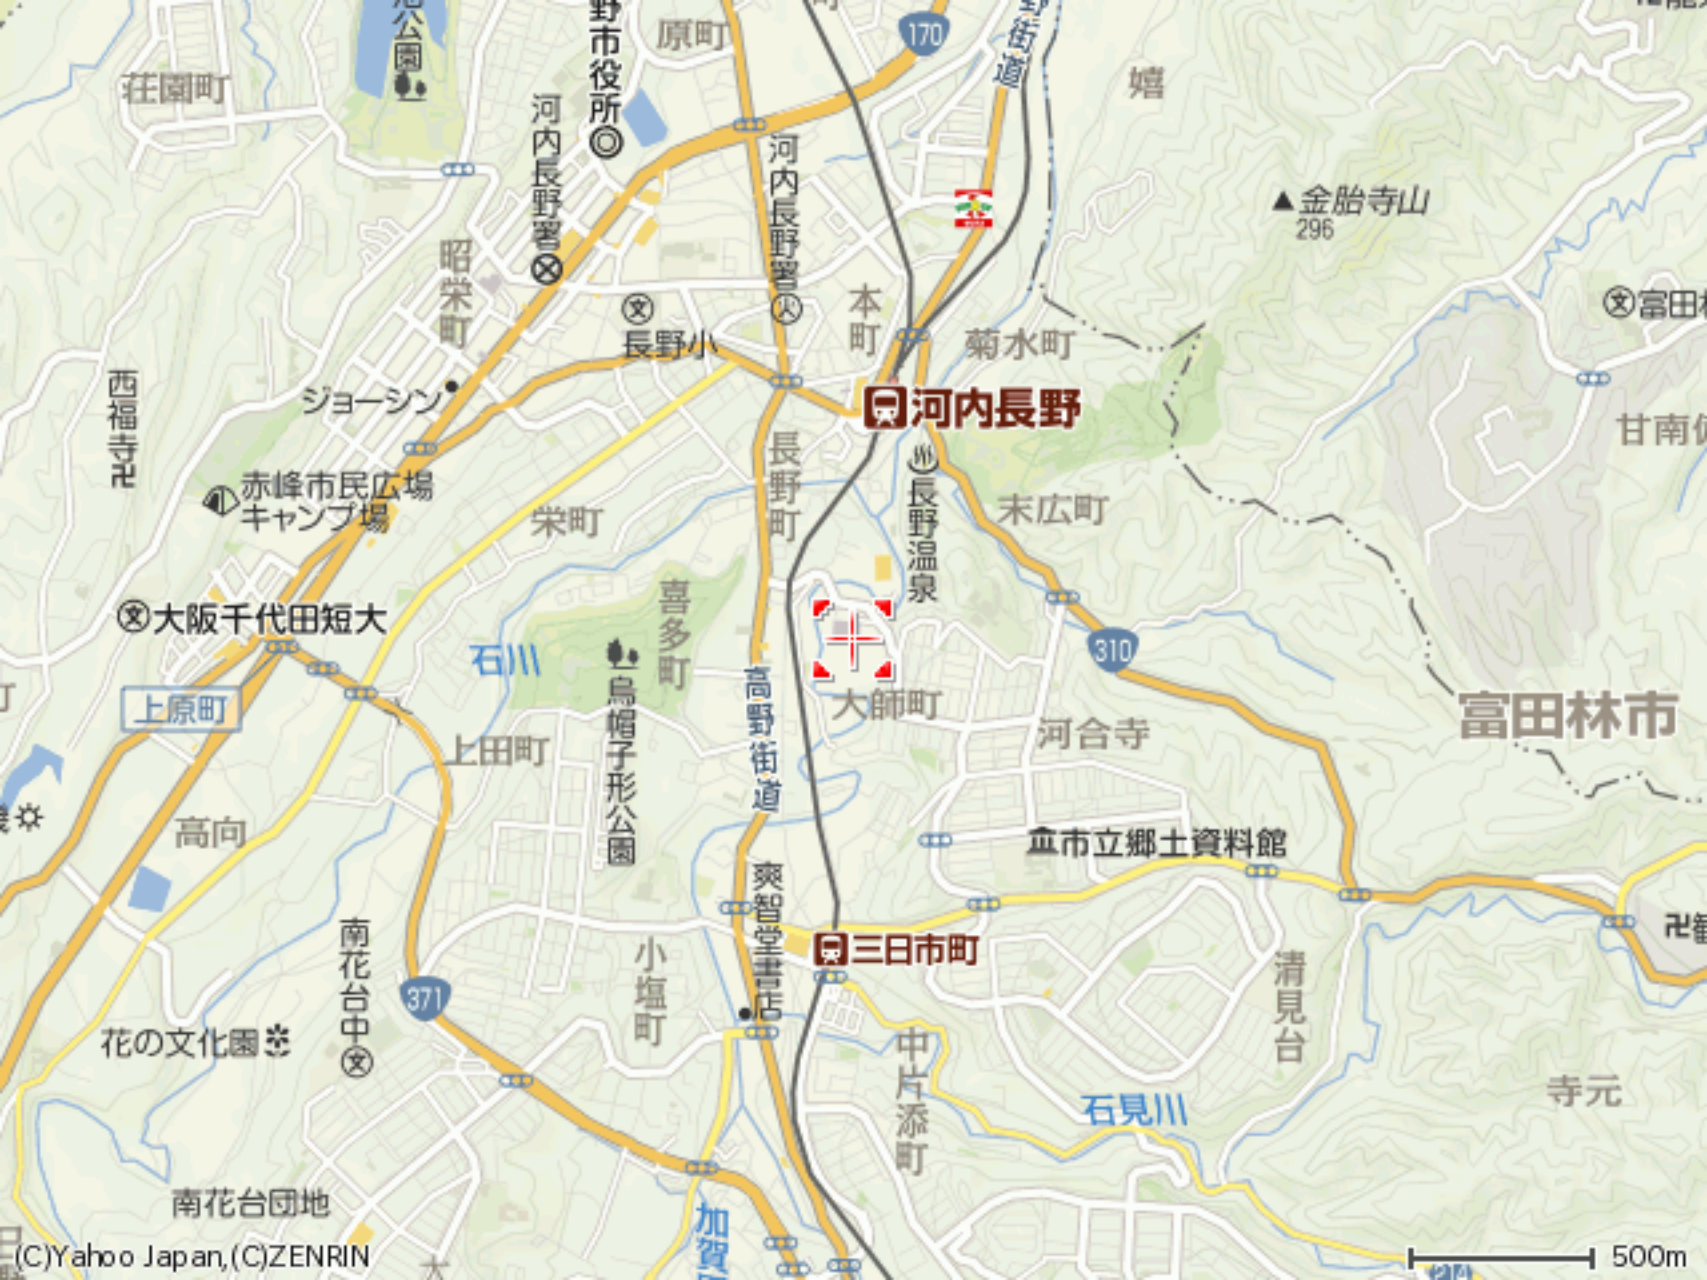 野市役所
池公園
原町
170
野街道
嬉
荘園町
河内長野署
河内長野署
金胎寺山
296
昭栄町
本町
菊水町
長野小
富田林
ジョーシン
河内長野
西福寺
甘南備
赤峰市民広場
キャンプ場
長野町
長野温泉
末広町
栄町
喜多町
大阪千代田短大
石川
310
上原町
大師町
高野街道
富田林市
河合寺
上田町
烏帽子形公園
高向
市立郷土資料館
爽智堂書店
三日市町
南花台中
小塩町
清見台
371
花の文化園
中片添町
石見川
寺元
南花台団地
加賀
(C)Yahoo Japan,(C)ZENRIN
500m